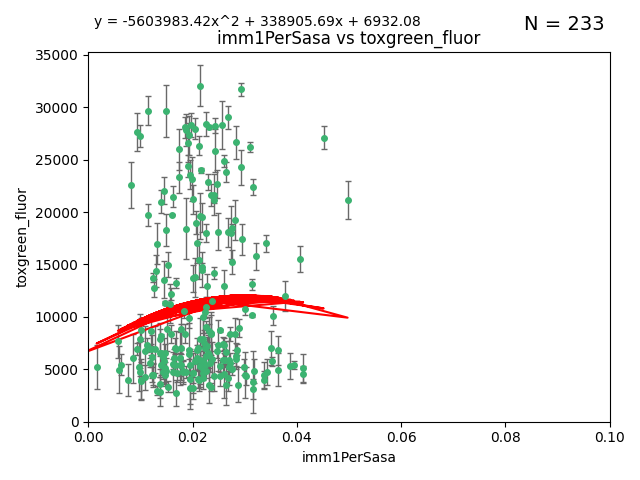 y = -5603983.42x^2 + 338905.69x + 6932.08
N = 233
imm1PerSasa vs toxgreen_fluor
35000
30000
25000
20000
15000
10000
5000
0
toxgreen_fluor
0.00 0.02 0.04 0.06 0.08 0.10
imm1PerSasa